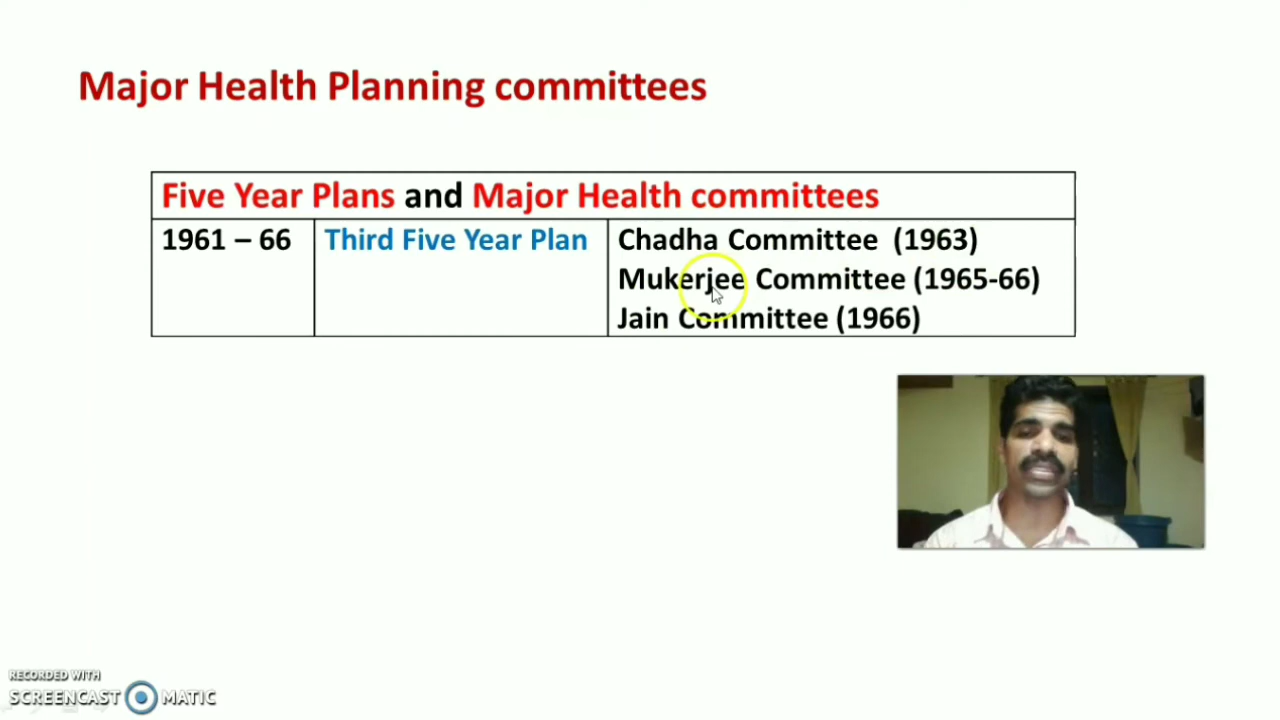 Major Health Planning committees
Five Year Plans and Major Health committees
1961 – 66 Third Five Year Plan Chadha Committee (1963)
Mukerjee Committee (1965-66)
Jain Committee (1966)
RECORDED WITH
SCREENCAST MATIC